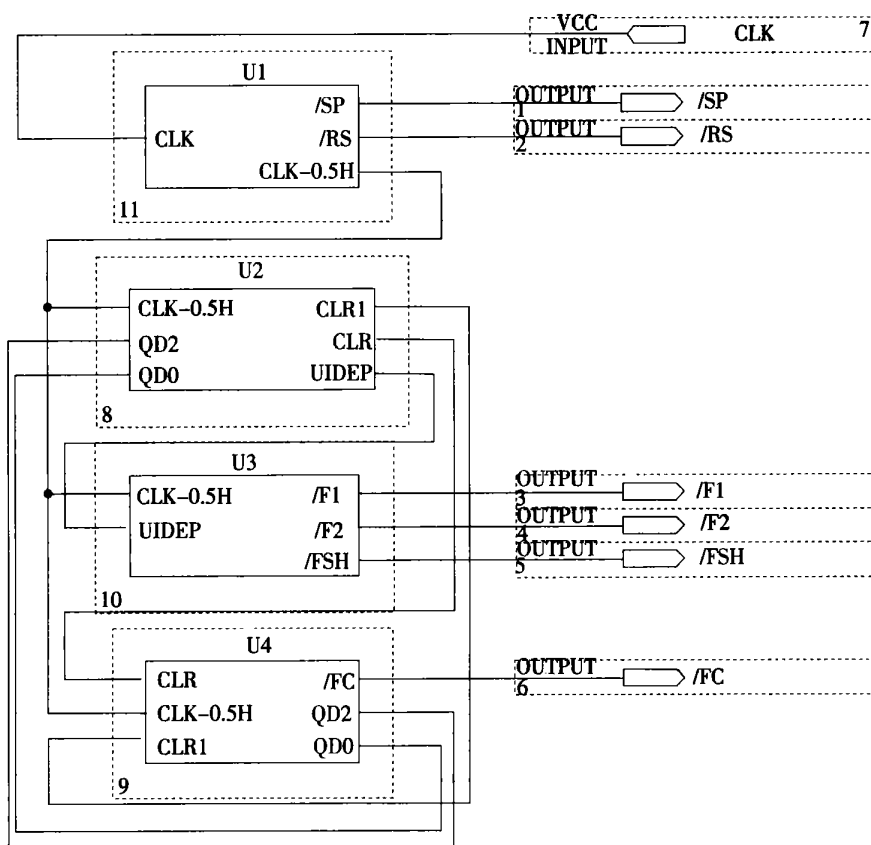 VCC
INPUT
CLK
7
U1
CLK
/SP
/RS
CLK-0.5H
11
OUTPUT
1
/SP
OUTPUT
2
/RS
U2
CLK-0.5H
QD2
QD0
CLR1
CLR
UIDEP
8
U3
CLK-0.5H
UIDEP
/F1
/F2
/FSH
10
OUTPUT
3
/F1
OUTPUT
4
/F2
OUTPUT
5
/FSH
U4
CLR
CLK-0.5H
CLR1
/FC
QD2
QD0
9
OUTPUT
6
/FC